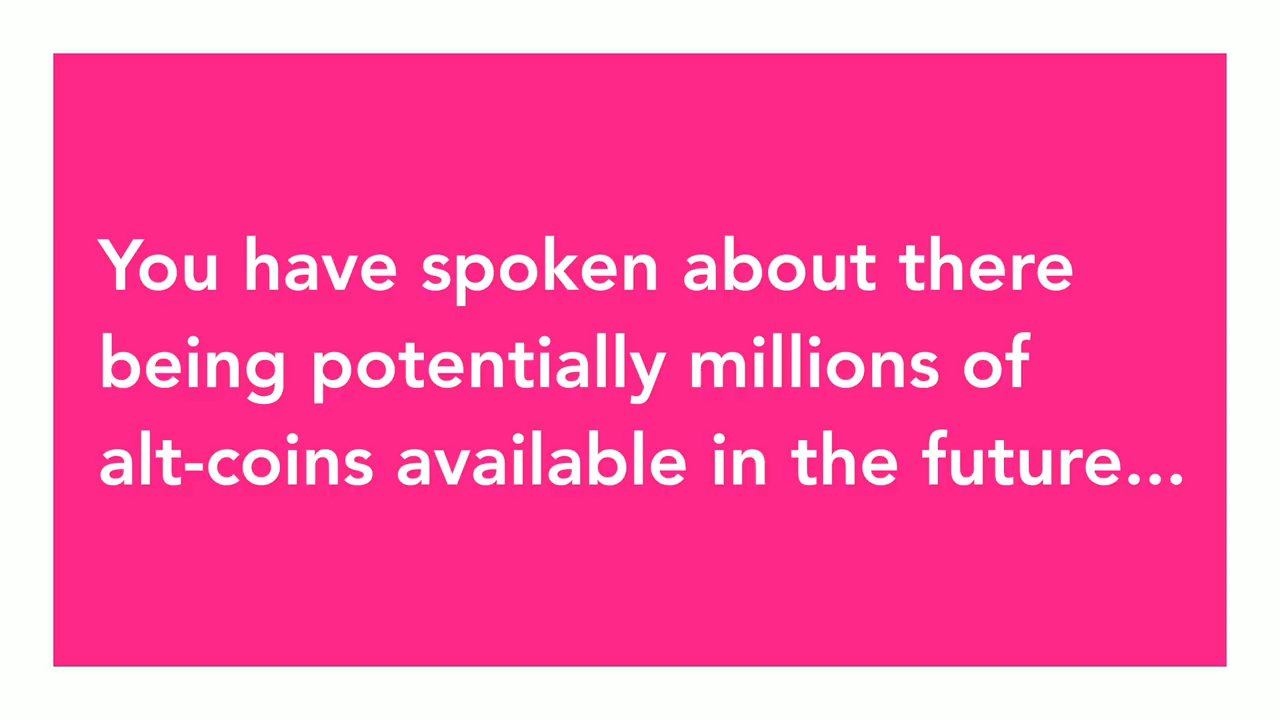 You have spoken about there
being potentially millions of
alt-coins available in the future...